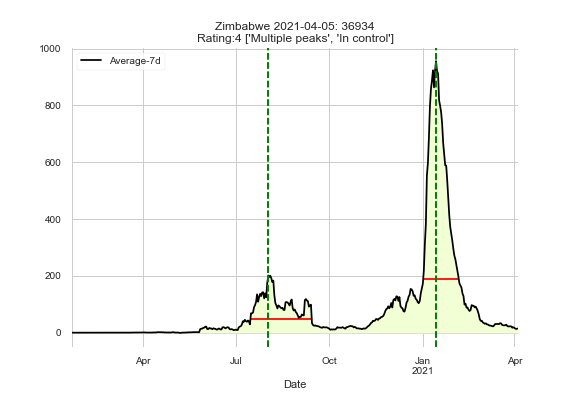 Zimbabwe 2021-04-05: 36934
Rating:4 ['Multiple peaks', 'In control']
1000
Average-7d
800
600
400
200
0
Apr
Jul
Oct
Jan
2021
Apr
Date